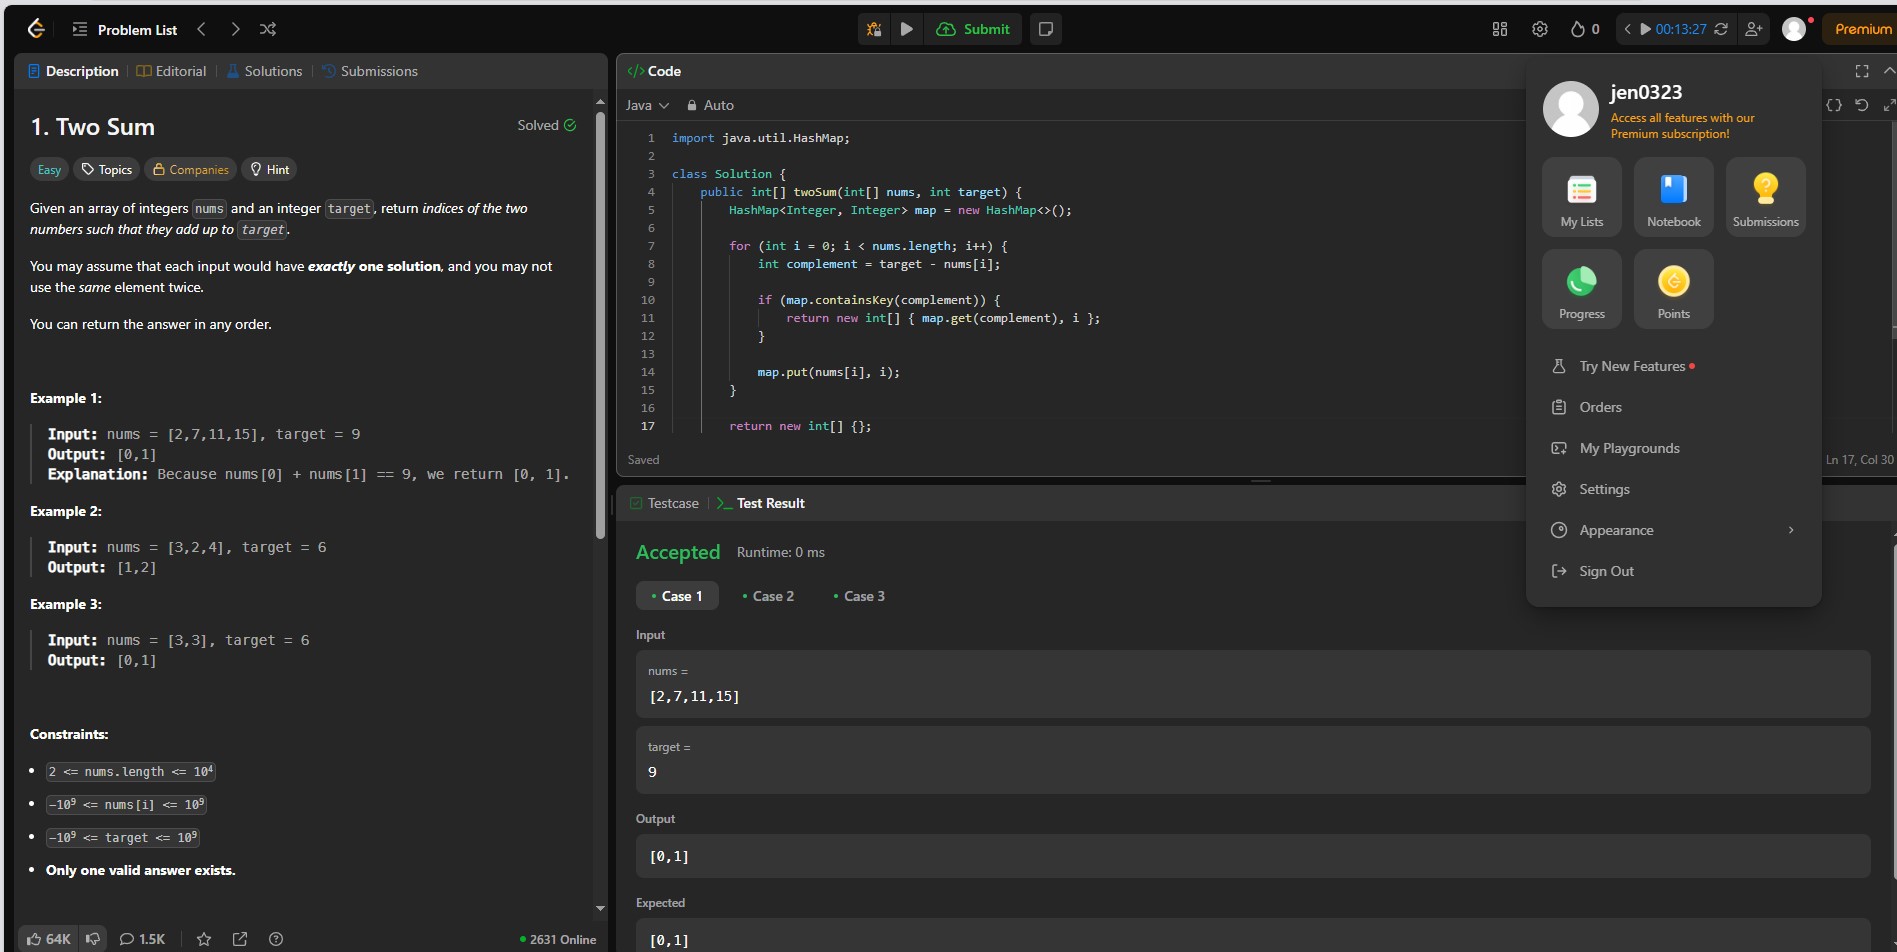 Problem List
Submit
0
00:13:27
Premium
Description
Editorial
Solutions
Submissions
1. Two Sum
Solved
Easy
Topics
Companies
Hint
Given an array of integers nums and an integer target, return indices of the two
numbers such that they add up to target.
You may assume that each input would have exactly one solution, and you may not
use the same element twice.
You can return the answer in any order.
Example 1:
Input: nums = [2,7,11,15], target = 9
Output: [0,1]
Explanation: Because nums[0] + nums[1] == 9, we return [0, 1].
Example 2:
Input: nums = [3,2,4], target = 6
Output: [1,2]
Example 3:
Input: nums = [3,3], target = 6
Output: [0,1]
Constraints:
• 2 <= nums.length <= 10⁴
• -10⁹ <= nums[i] <= 10⁹
• -10⁹ <= target <= 10⁹
• Only one valid answer exists.
64K
1.5K
2631 Online
</> Code
Java
Auto
1 import java.util.HashMap;
2
3 class Solution {
4 public int[] twoSum(int[] nums, int target) {
5 HashMap<Integer, Integer> map = new HashMap<>();
6
7 for (int i = 0; i < nums.length; i++) {
8 int complement = target - nums[i];
9
10 if (map.containsKey(complement)) {
11 return new int[] { map.get(complement), i };
12 }
13
14 map.put(nums[i], i);
15 }
16
17 return new int[] {};
Saved
Ln 17, Col 30
Testcase
>_ Test Result
Accepted
Runtime: 0 ms
• Case 1
• Case 2
• Case 3
Input
nums =
[2,7,11,15]
target =
9
Output
[0,1]
Expected
[0,1]
jen0323
Access all features with our
Premium subscription!
My Lists
Notebook
Submissions
Progress
Points
Try New Features
Orders
My Playgrounds
Settings
Appearance
Sign Out
{}